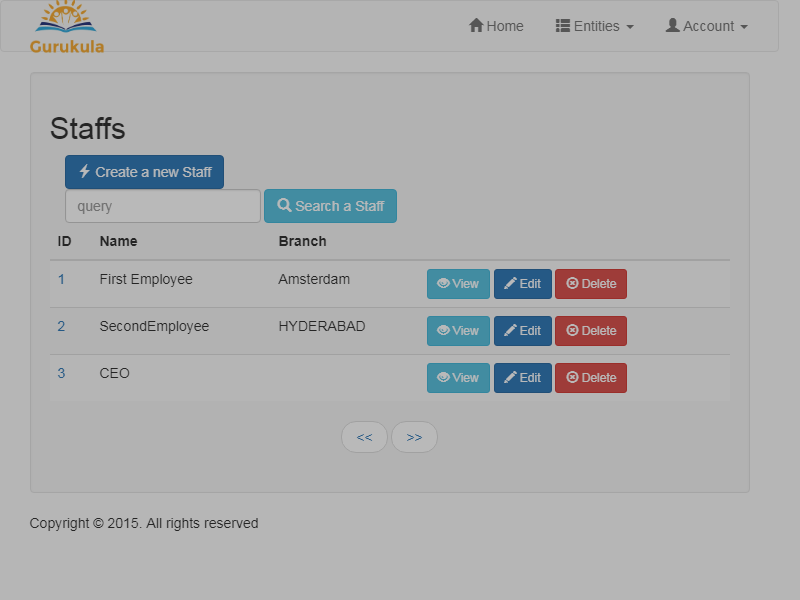 Gurukula
Home Entities Account
Staffs
Create a new Staff
query Search a Staff
ID Name Branch
1 First Employee Amsterdam View Edit Delete
2 SecondEmployee HYDERABAD View Edit Delete
3 CEO View Edit Delete
<< >>
Copyright © 2015. All rights reserved